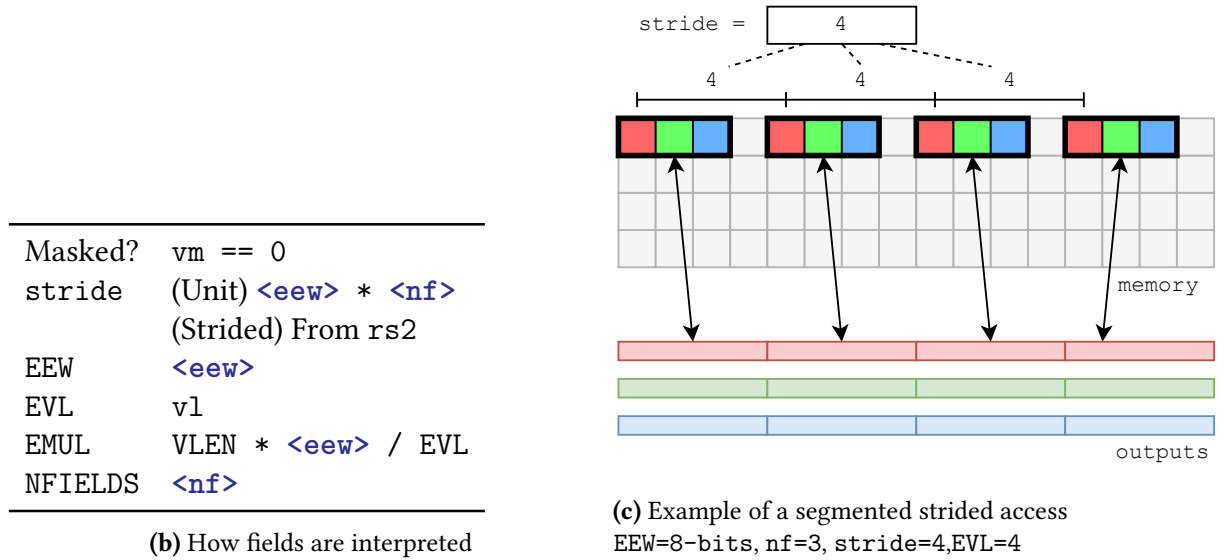 Masked? vm == 0
stride (Unit) <eew> * <nf>
(Strided) From rs2
EEW <eew>
EVL vl
EMUL VLEN * <eew> / EVL
NFIELDS <nf>
(b) How fields are interpreted
stride = 4
4 4 4
memory
outputs
(c) Example of a segmented strided access
EEW=8-bits, nf=3, stride=4,EVL=4